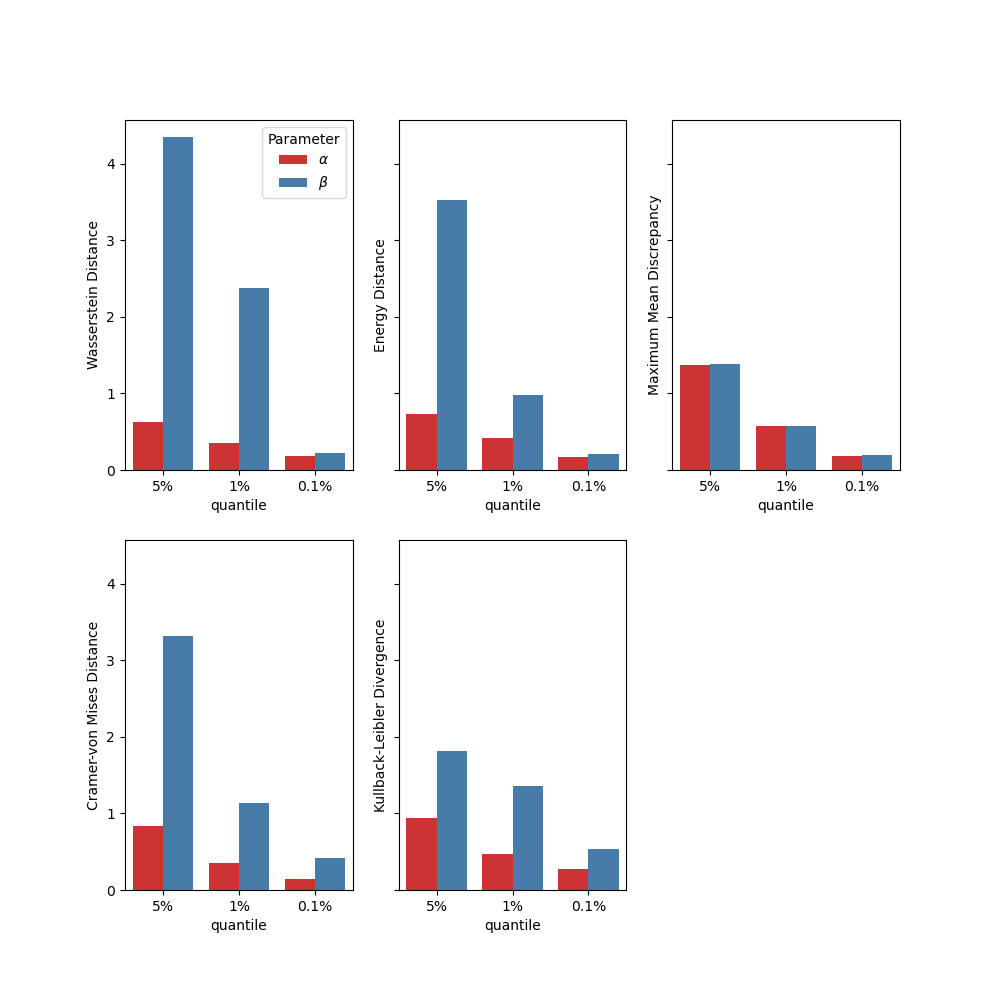 Wasserstein Distance
4
3
2
1
0
Parameter
α
β
5% 1% 0.1%
quantile
Energy Distance
5% 1% 0.1%
quantile
Maximum Mean Discrepancy
5% 1% 0.1%
quantile
Cramer-von Mises Distance
4
3
2
1
0
5% 1% 0.1%
quantile
Kullback-Leibler Divergence
5% 1% 0.1%
quantile